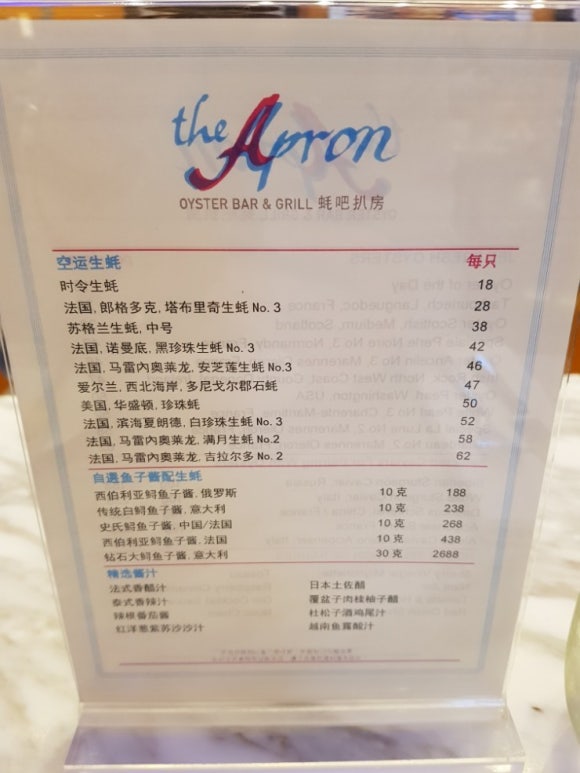 the Apron
OYSTER BAR & GRILL 蚝吧扒房
空运生蚝 每只
时令生蚝 18
法国, 郎格多克, 塔布里奇生蚝 No. 3 28
苏格兰生蚝, 中号 38
法国, 诺曼底, 黑珍珠生蚝 No. 3 42
法国, 马雷内奥莱龙, 安芝莲生蚝 No.3 46
爱尔兰, 西北海岸, 多尼戈尔郡石蚝 47
美国, 华盛顿, 珍珠蚝 50
法国, 滨海夏朗德, 白珍珠生蚝 No. 3 52
法国, 马雷内奥莱龙, 满月生蚝 No.2 58
法国, 马雷内奥莱龙, 吉拉尔多 No. 2 62
自选鱼子酱配生蚝
西伯利亚鲟鱼子酱, 俄罗斯 10 克 188
传统白鲟鱼子酱, 意大利 10 克 238
史氏鲟鱼子酱, 中国/法国 10 克 268
西伯利亚鲟鱼子酱, 法国 10 克 438
钻石大鲟鱼子酱, 意大利 30 克 2688
精选酱汁
法式香醋汁 日本土佐醋
泰式香辣汁 覆盆子肉桂柚子醋
辣根番茄酱 杜松子酒鸡尾汁
红洋葱紫苏沙沙汁 越南鱼露酸汁